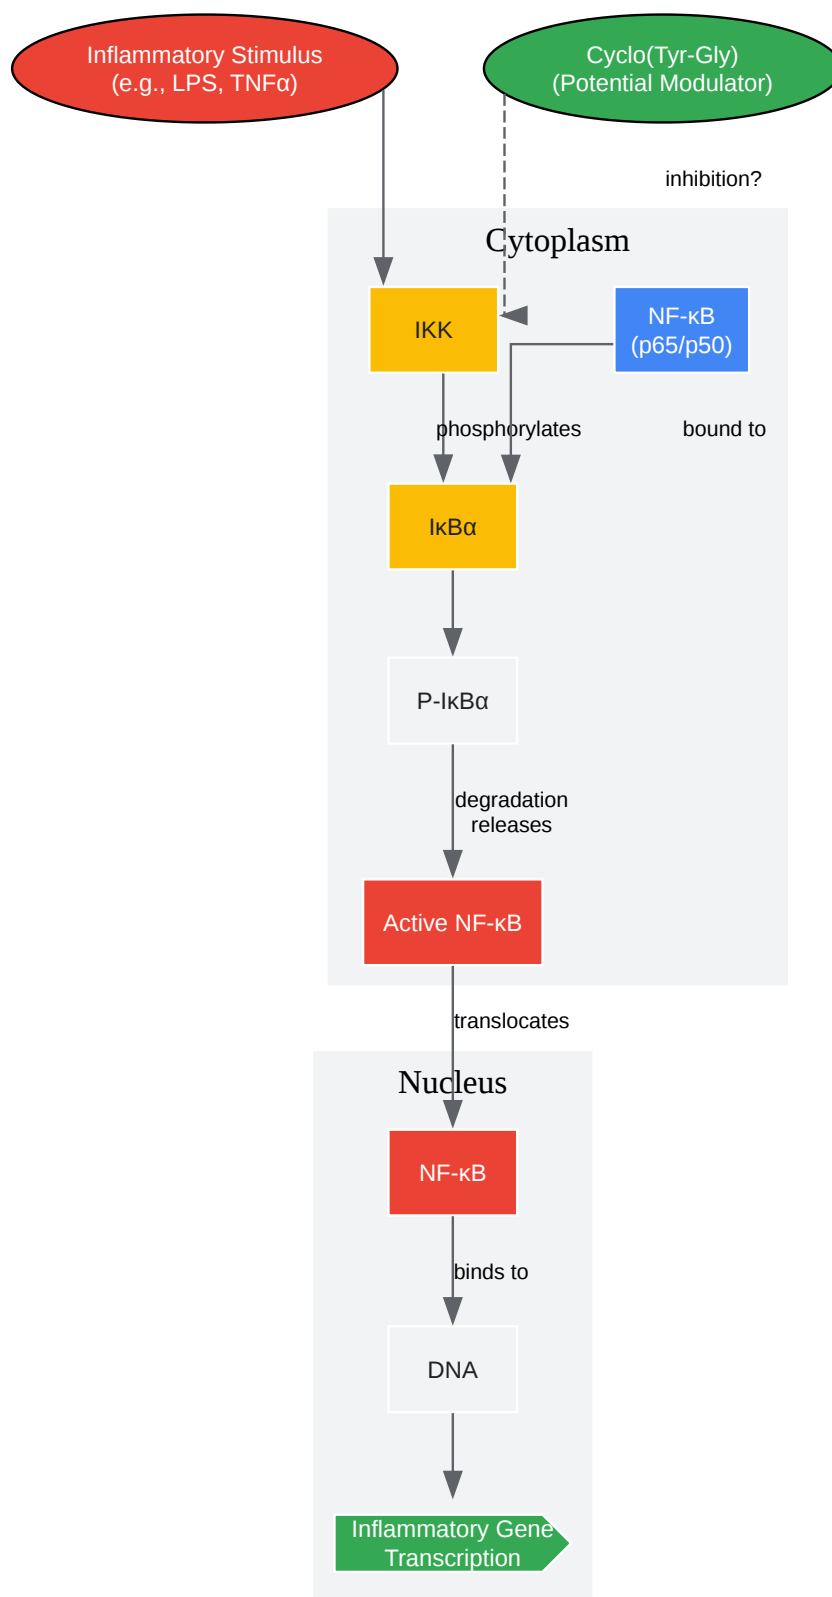 Inflammatory Stimulus
(e.g., LPS, TNFα)
Cyclo(Tyr-Gly)
(Potential Modulator)
inhibition?
Cytoplasm
IKK
NF-κB
(p65/p50)
phosphorylates
bound to
IκBα
P-IκBα
degradation
releases
Active NF-κB
translocates
Nucleus
NF-κB
binds to
DNA
Inflammatory Gene
Transcription